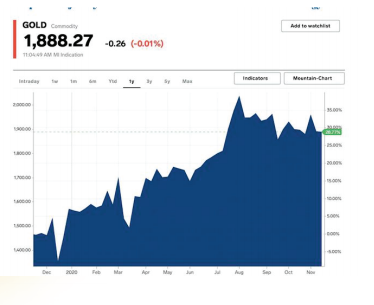 GOLD Commodity
Add to watchlist
1,888.27 -0.26 (-0.01%)
11:04:49 AM MI Indication
Intraday 1w 1m 6m Ytd 1y 3y 5y Max
Indicators
Mountain-Chart
2,000.00
1,900.00
1,800.00
1,700.00
1,600.00
1,500.00
1,400.00
35,00%
30,00%
25,00%
20,00%
15,00%
10,00%
5,00%
0,00%
-5,00%
Dec 2020 Feb Mar Apr May Jun Jul Aug Sep Oct Nov